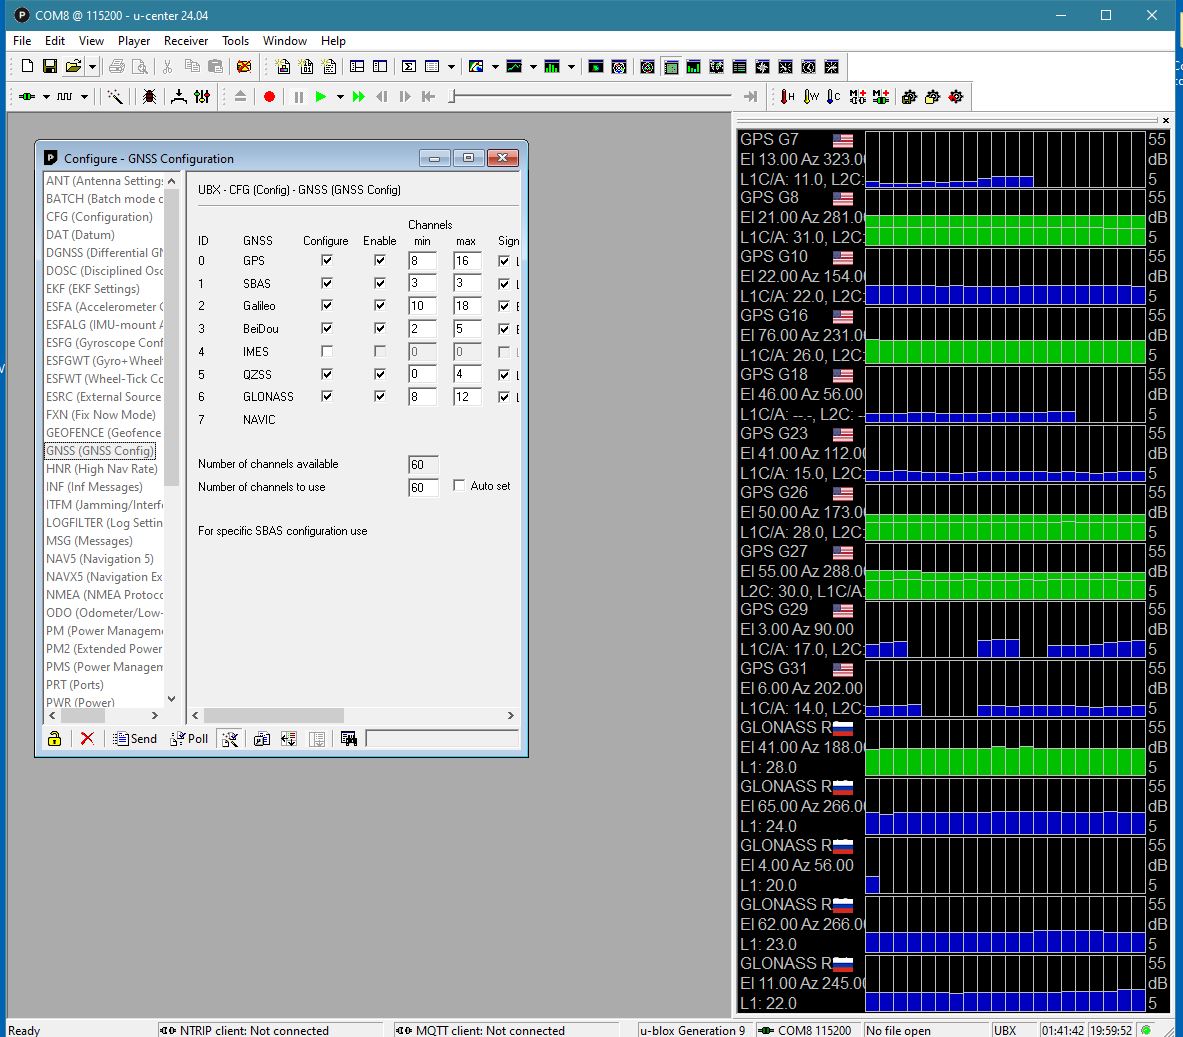 COM8 @ 115200 - u-center 24.04
File Edit View Player Receiver Tools Window Help
Configure - GNSS Configuration
ANT (Antenna Settings
BATCH (Batch mode
CFG (Configuration)
DAT (Datum)
DGNSS (Differential GN
DOSC (Disciplined Osc
EKF (EKF Settings)
ESFA (Accelerometer
ESFALG (IMU-mount A
ESFG (Gyroscope Conf
ESFGWT (Gyro+Wheel
ESFWT (Wheel-Tick Co
ESRC (External Source
FXN (Fix Now Mode)
GEOFENCE (Geofence
GNSS (GNSS Config)
HNR (High Nav Rate)
INF (Inf Messages)
ITFM (Jamming/Interf
LOGFILTER (Log Settin
MSG (Messages)
NAV5 (Navigation 5)
NAVX5 (Navigation Ex
NMEA (NMEA Protoco
ODO (Odometer/Low-
PM (Power Manageme
PM2 (Extended Power
PMS (Power Managem
PRT (Ports)
PWR (Power)
UBX - CFG (Config) - GNSS (GNSS Config)
Channels
ID GNSS Configure Enable min max Sign
0 GPS 8 16
1 SBAS 3 3
2 Galileo 10 18
3 BeiDou 2 5
4 IMES 0 0
5 QZSS 0 4
6 GLONASS 8 12
7 NAVIC
Number of channels available 60
Number of channels to use 60 Auto set
For specific SBAS configuration use
Send Poll
GPS G7 55
El 13.00 Az 323.0 dB
L1C/A: 11.0, L2C: 5
GPS G8 55
El 21.00 Az 281.0 dB
L1C/A: 31.0, L2C: 5
GPS G10 55
El 22.00 Az 154.0 dB
L1C/A: 22.0, L2C: 5
GPS G16 55
El 76.00 Az 231.0 dB
L1C/A: 26.0, L2C: 5
GPS G18 55
El 46.00 Az 56.00 dB
L1C/A: --.-, L2C: -- 5
GPS G23 55
El 41.00 Az 112.0 dB
L1C/A: 15.0, L2C: 5
GPS G26 55
El 50.00 Az 173.0 dB
L1C/A: 28.0, L2C: 5
GPS G27 55
El 55.00 Az 288.0 dB
L2C: 30.0, L1C/A: 5
GPS G29 55
El 3.00 Az 90.00 dB
L1C/A: 17.0, L2C: 5
GPS G31 55
El 6.00 Az 202.00 dB
L1C/A: 14.0, L2C: 5
GLONASS R 55
El 41.00 Az 188.0 dB
L1: 28.0 5
GLONASS R 55
El 65.00 Az 266.0 dB
L1: 24.0 5
GLONASS R 55
El 4.00 Az 56.00 dB
L1: 20.0 5
GLONASS R 55
El 62.00 Az 266.0 dB
L1: 23.0 5
GLONASS R 55
El 11.00 Az 245.0 dB
L1: 22.0 5
Ready NTRIP client: Not connected MQTT client: Not connected u-blox Generation 9 COM8 115200 No file open UBX 01:41:42 19:59:52